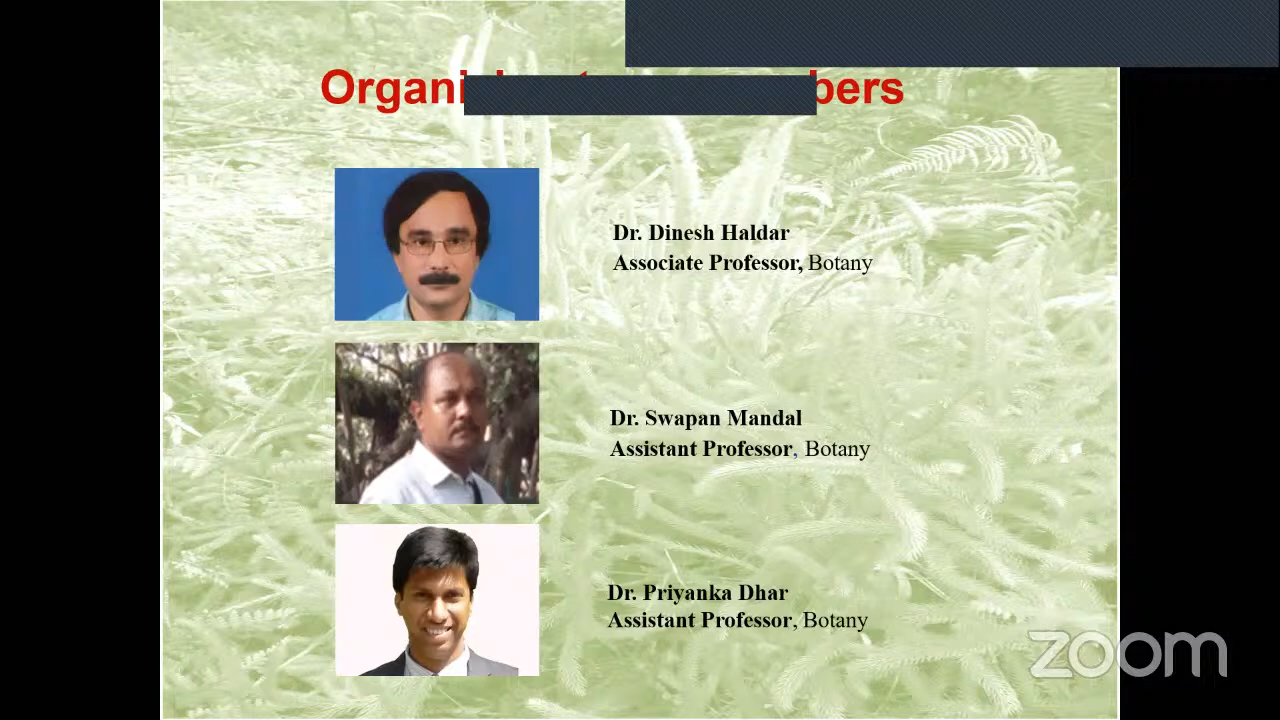 Organi bers
Dr. Dinesh Haldar
Associate Professor, Botany
Dr. Swapan Mandal
Assistant Professor, Botany
Dr. Priyanka Dhar
Assistant Professor, Botany
zoom